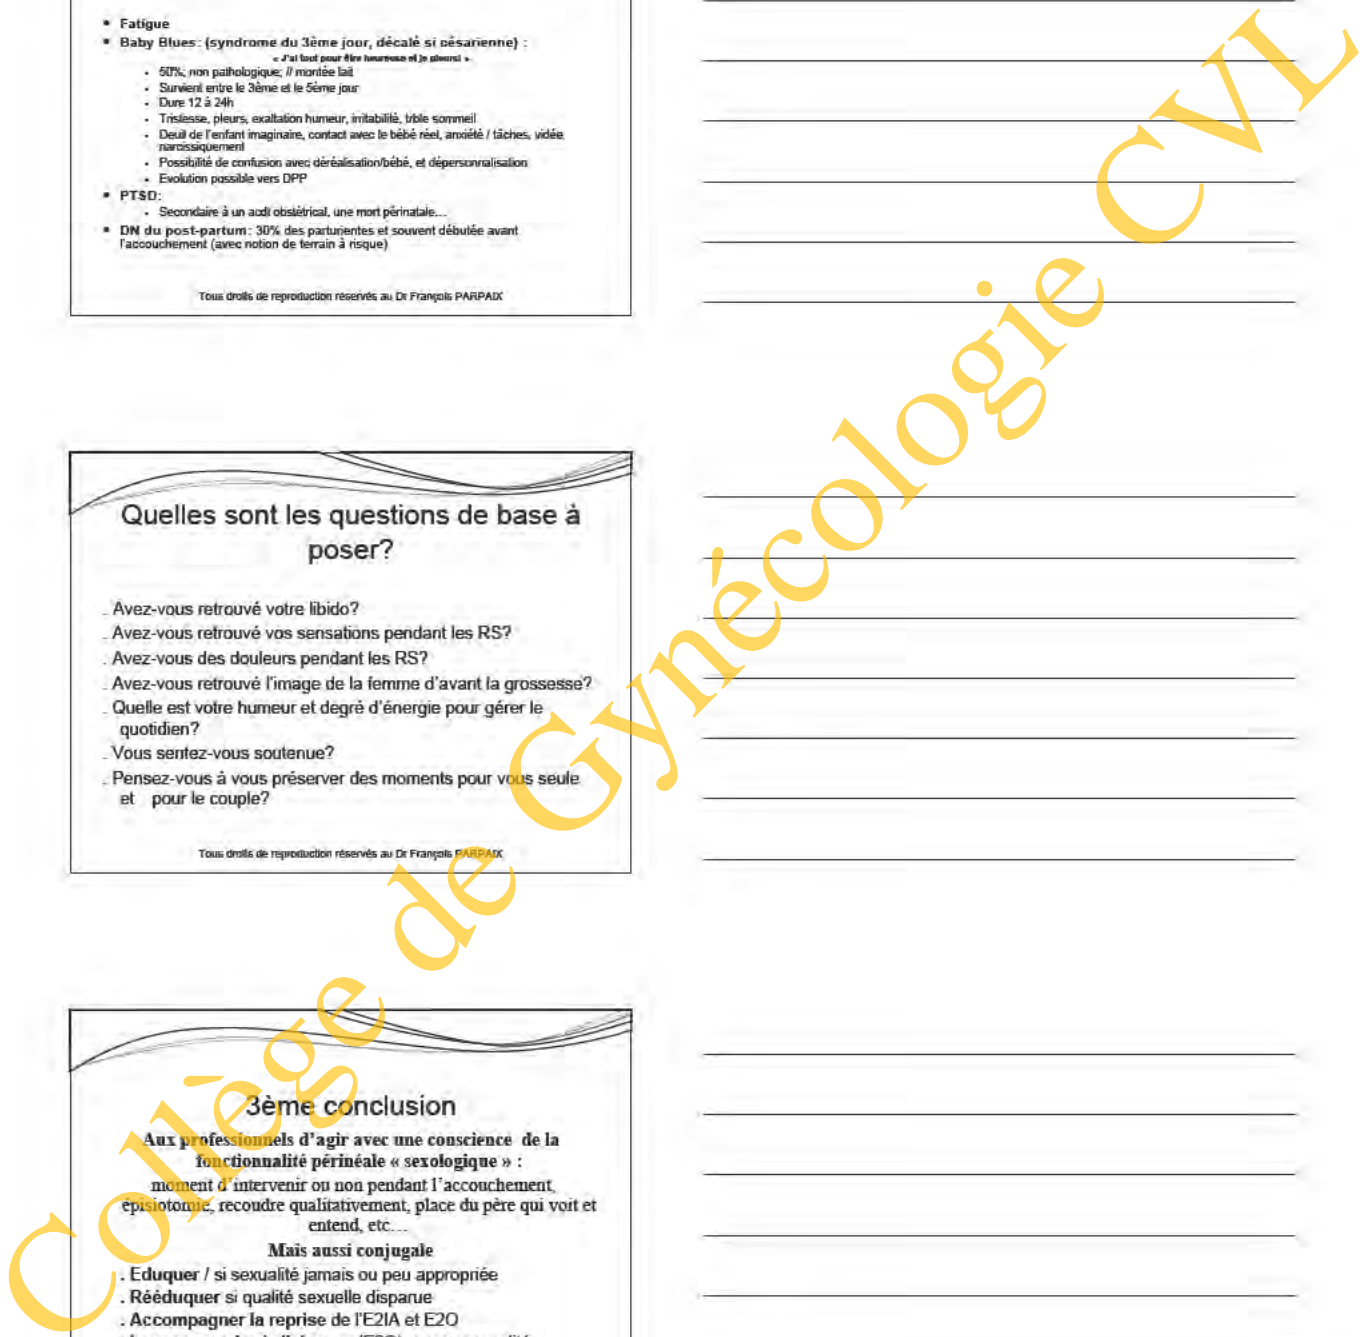 • Fatigue
• Baby Blues: (syndrome du 3ème jour, décalé si césarienne) :
« J'ai tout pour être heureuse et je pleure! »
• 50%; non pathologique; // montée lait
• Survient entre le 3ème et le 5ème jour
• Dure 12 à 24h
• Tristesse, pleurs, exaltation humeur, irritabilité, trble sommeil
• Deuil de l'enfant imaginaire, contact avec le bébé réel, anxiété / tâches, vidée
narcissiquement
• Possibilité de confusion avec déréalisation/bébé, et dépersonnalisation
• Evolution possible vers DPP
• PTSD:
• Secondaire à un acdt obstétrical, une mort périnatale…
• DN du post-partum: 30% des parturientes et souvent débutée avant
l'accouchement (avec notion de terrain à risque)
Tous droits de reproduction réservés au Dr François PARPAIX
Quelles sont les questions de base à
poser?
. Avez-vous retrouvé votre libido?
. Avez-vous retrouvé vos sensations pendant les RS?
. Avez-vous des douleurs pendant les RS?
. Avez-vous retrouvé l'image de la femme d'avant la grossesse?
. Quelle est votre humeur et degré d'énergie pour gérer le
quotidien?
. Vous sentez-vous soutenue?
. Pensez-vous à vous préserver des moments pour vous seule
et pour le couple?
Tous droits de reproduction réservés au Dr François PARPAIX
3ème conclusion
Aux professionnels d'agir avec une conscience de la
fonctionnalité périnéale « sexologique » :
moment d'intervenir ou non pendant l'accouchement,
épisiotomie, recoudre qualitativement, place du père qui voit et
entend, etc…
Mais aussi conjugale
. Eduquer / si sexualité jamais ou peu appropriée
. Rééduquer si qualité sexuelle disparue
. Accompagner la reprise de l'E2IA et E2O
Collège de Gynécologie CVL